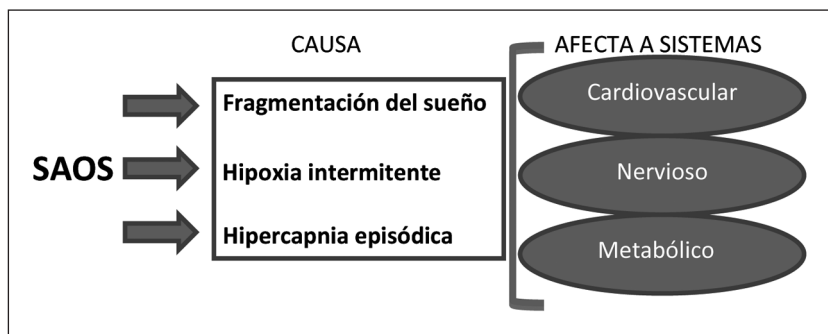 CAUSA
AFECTA A SISTEMAS
SAOS
Fragmentación del sueño
Hipoxia intermitente
Hipercapnia episódica
Cardiovascular
Nervioso
Metabólico